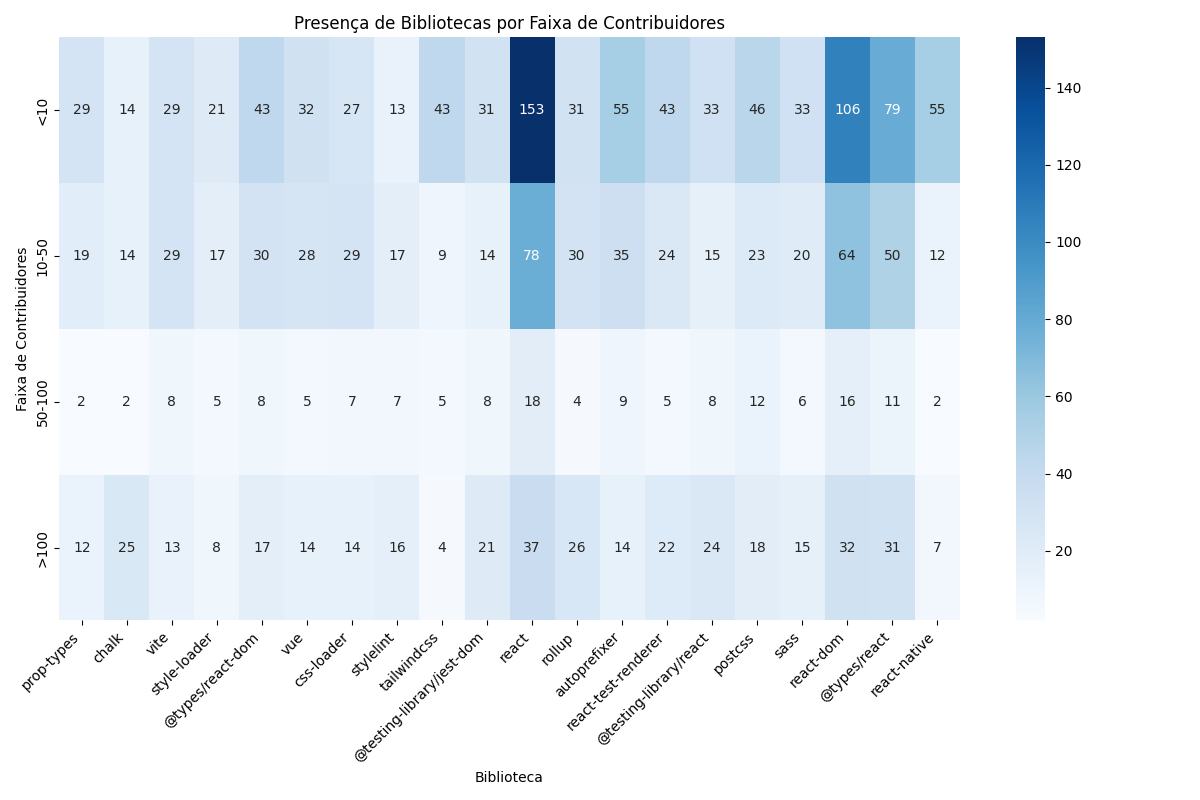 Presença de Bibliotecas por Faixa de Contribuidores
Faixa de Contribuidores
<10
29 14 29 21 43 32 27 13 43 31 153 31 55 43 33 46 33 106 79 55
10-50
19 14 29 17 30 28 29 17 9 14 78 30 35 24 15 23 20 64 50 12
50-100
2 2 8 5 8 5 7 7 5 8 18 4 9 5 8 12 6 16 11 2
>100
12 25 13 8 17 14 14 16 4 21 37 26 14 22 24 18 15 32 31 7
prop-types
chalk
vite
style-loader
@types/react-dom
vue
css-loader
stylelint
tailwindcss
@testing-library/jest-dom
react
rollup
autoprefixer
react-test-renderer
@testing-library/react
postcss
sass
react-dom
@types/react
react-native
Biblioteca
140
120
100
80
60
40
20